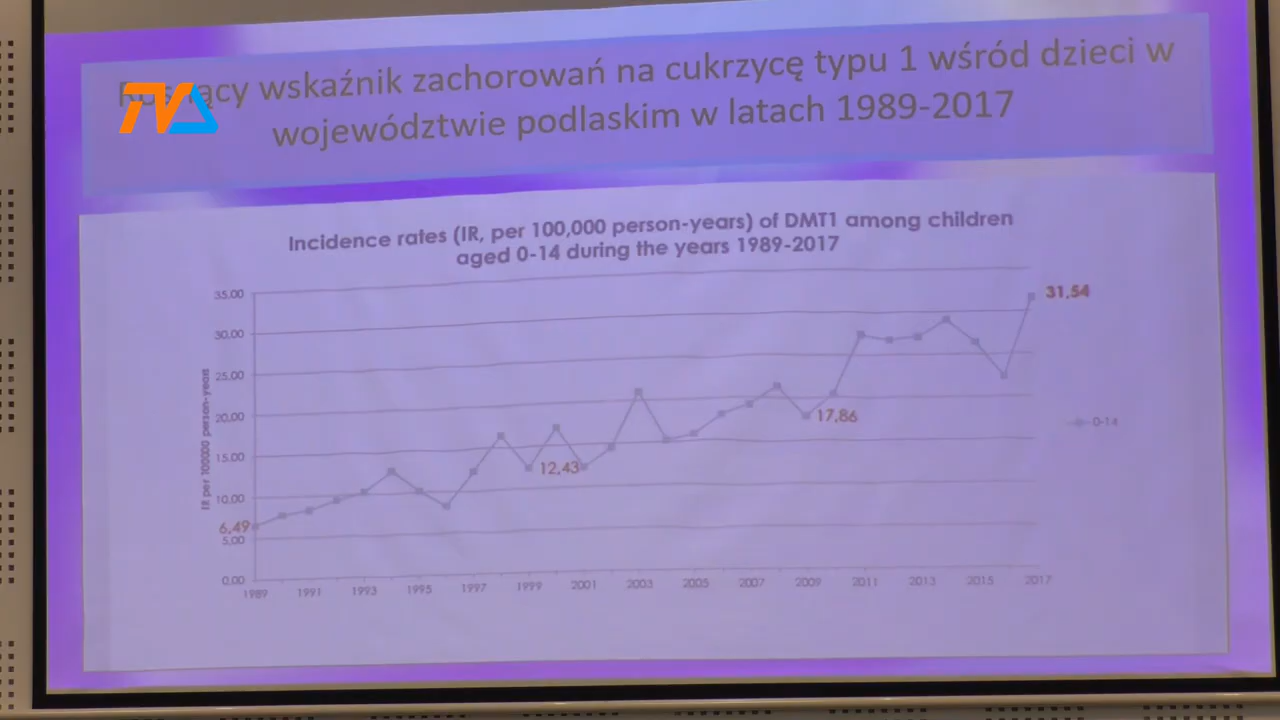 Rosnący wskaźnik zachorowań na cukrzycę typu 1 wśród dzieci w
województwie podlaskim w latach 1989-2017
TVA
Incidence rates (IR, per 100,000 person-years) of DMT1 among children
aged 0-14 during the years 1989-2017
IR per 100000 person-years
35,00
30,00
25,00
20,00
15,00
10,00
5,00
0,00
6,49
12,43
17,86
31,54
0-14
1989 1991 1993 1995 1997 1999 2001 2003 2005 2007 2009 2011 2013 2015 2017